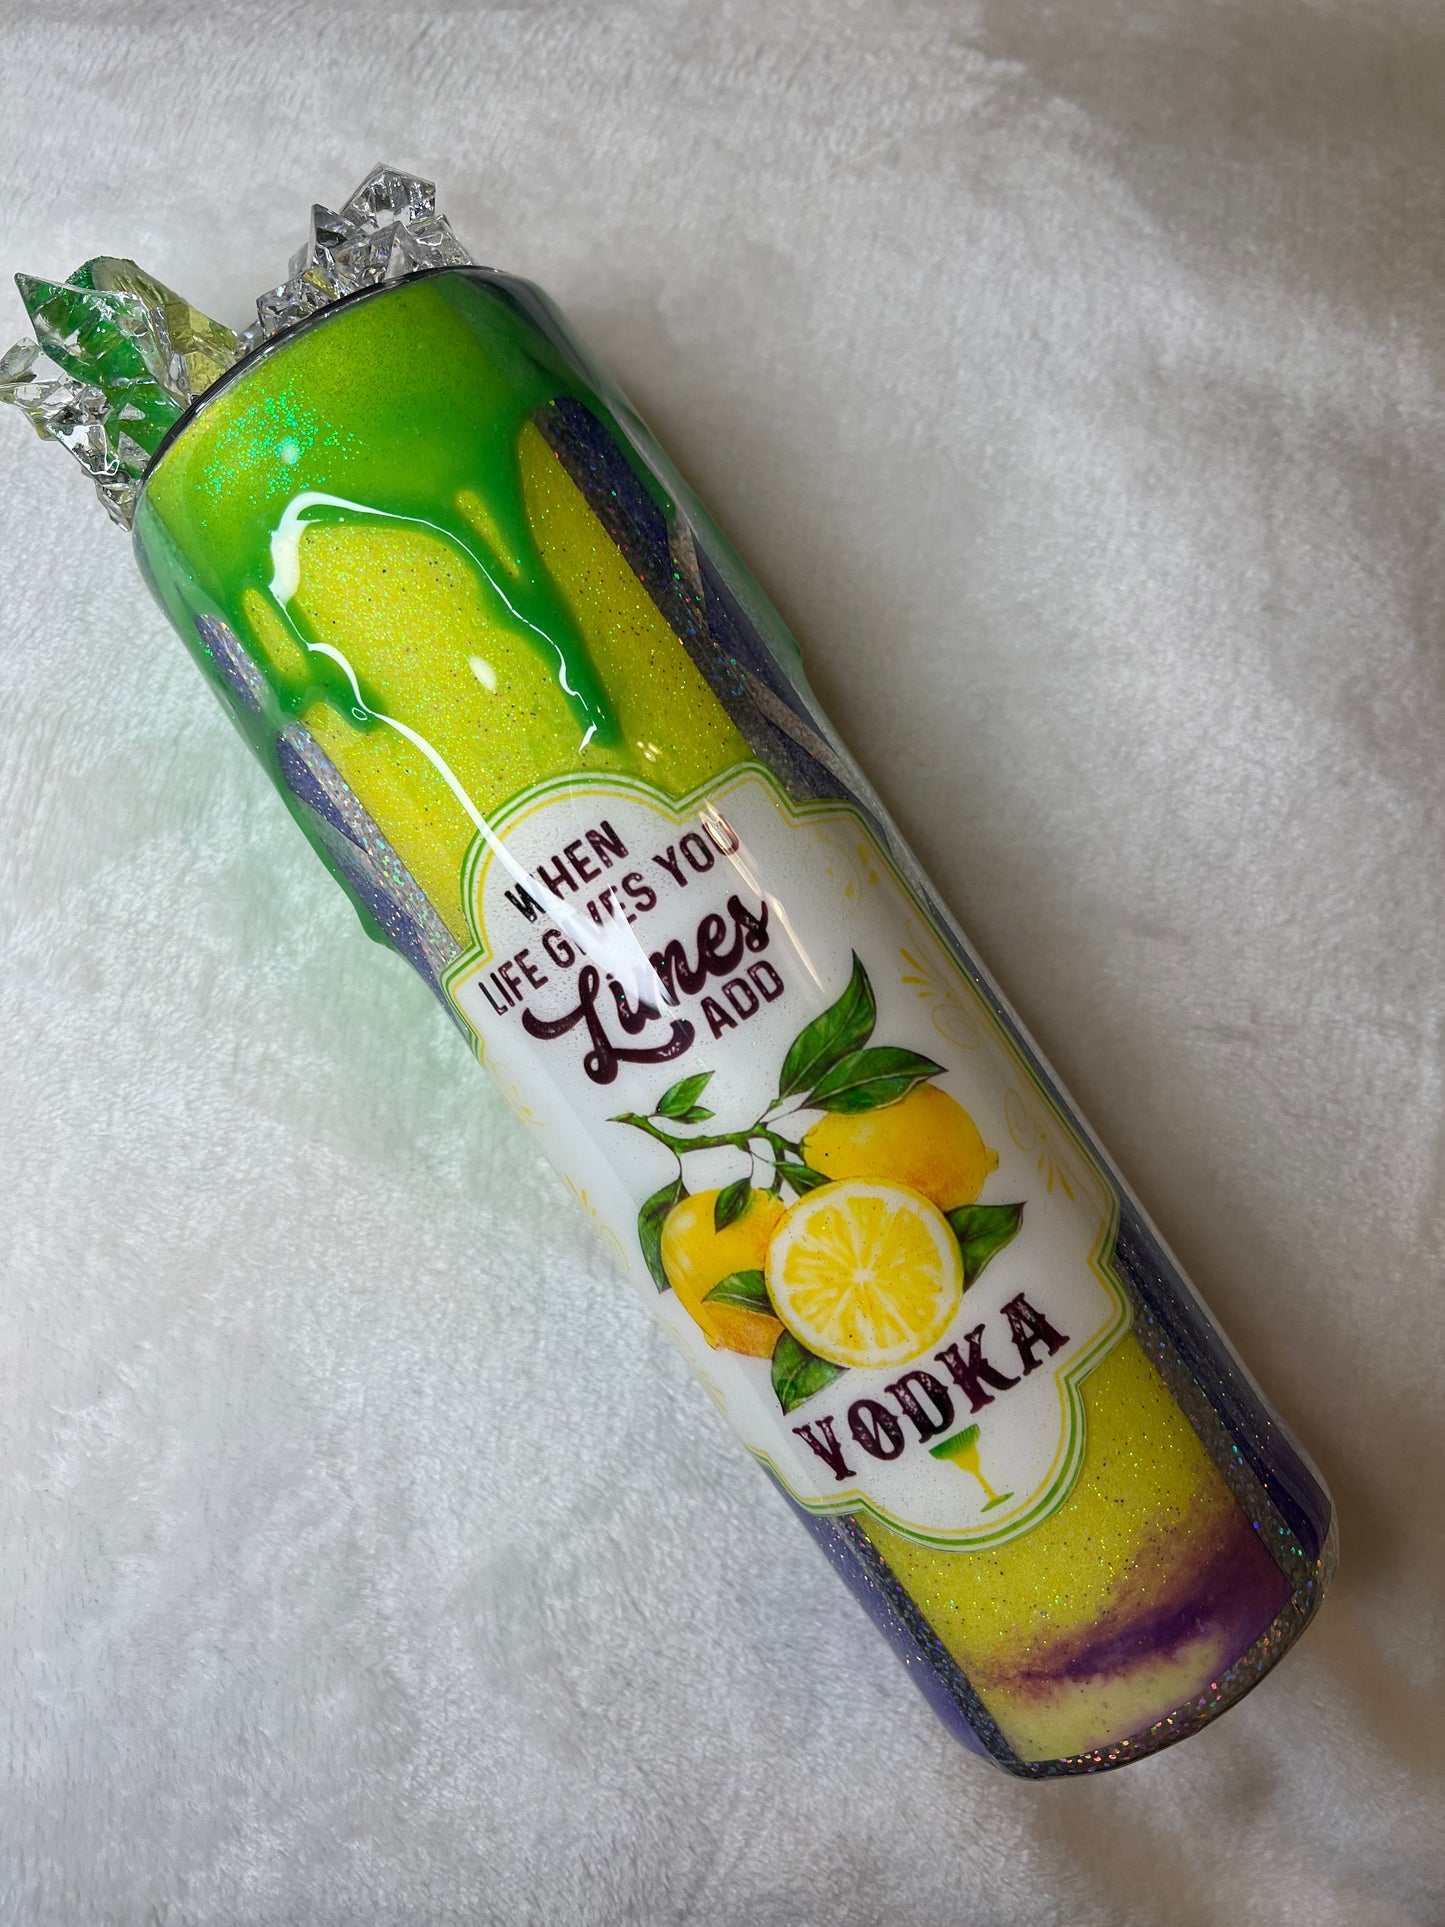 WHEN
LIFE GIVES YOU
Limes
ADD
VODKA